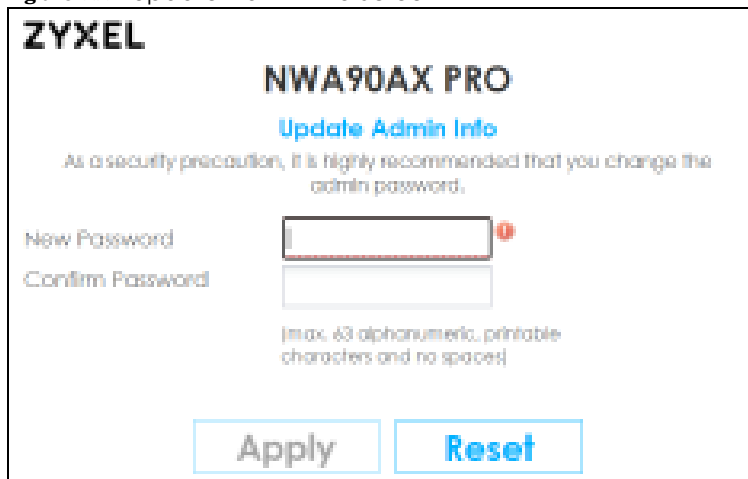 ZYXEL
NWA90AX PRO
Update Admin Info
As a security precaution, it is highly recommended that you change the
admin password.
New Password
Confirm Password
(max. 63 alphanumeric, printable
characters and no spaces)
Apply
Reset